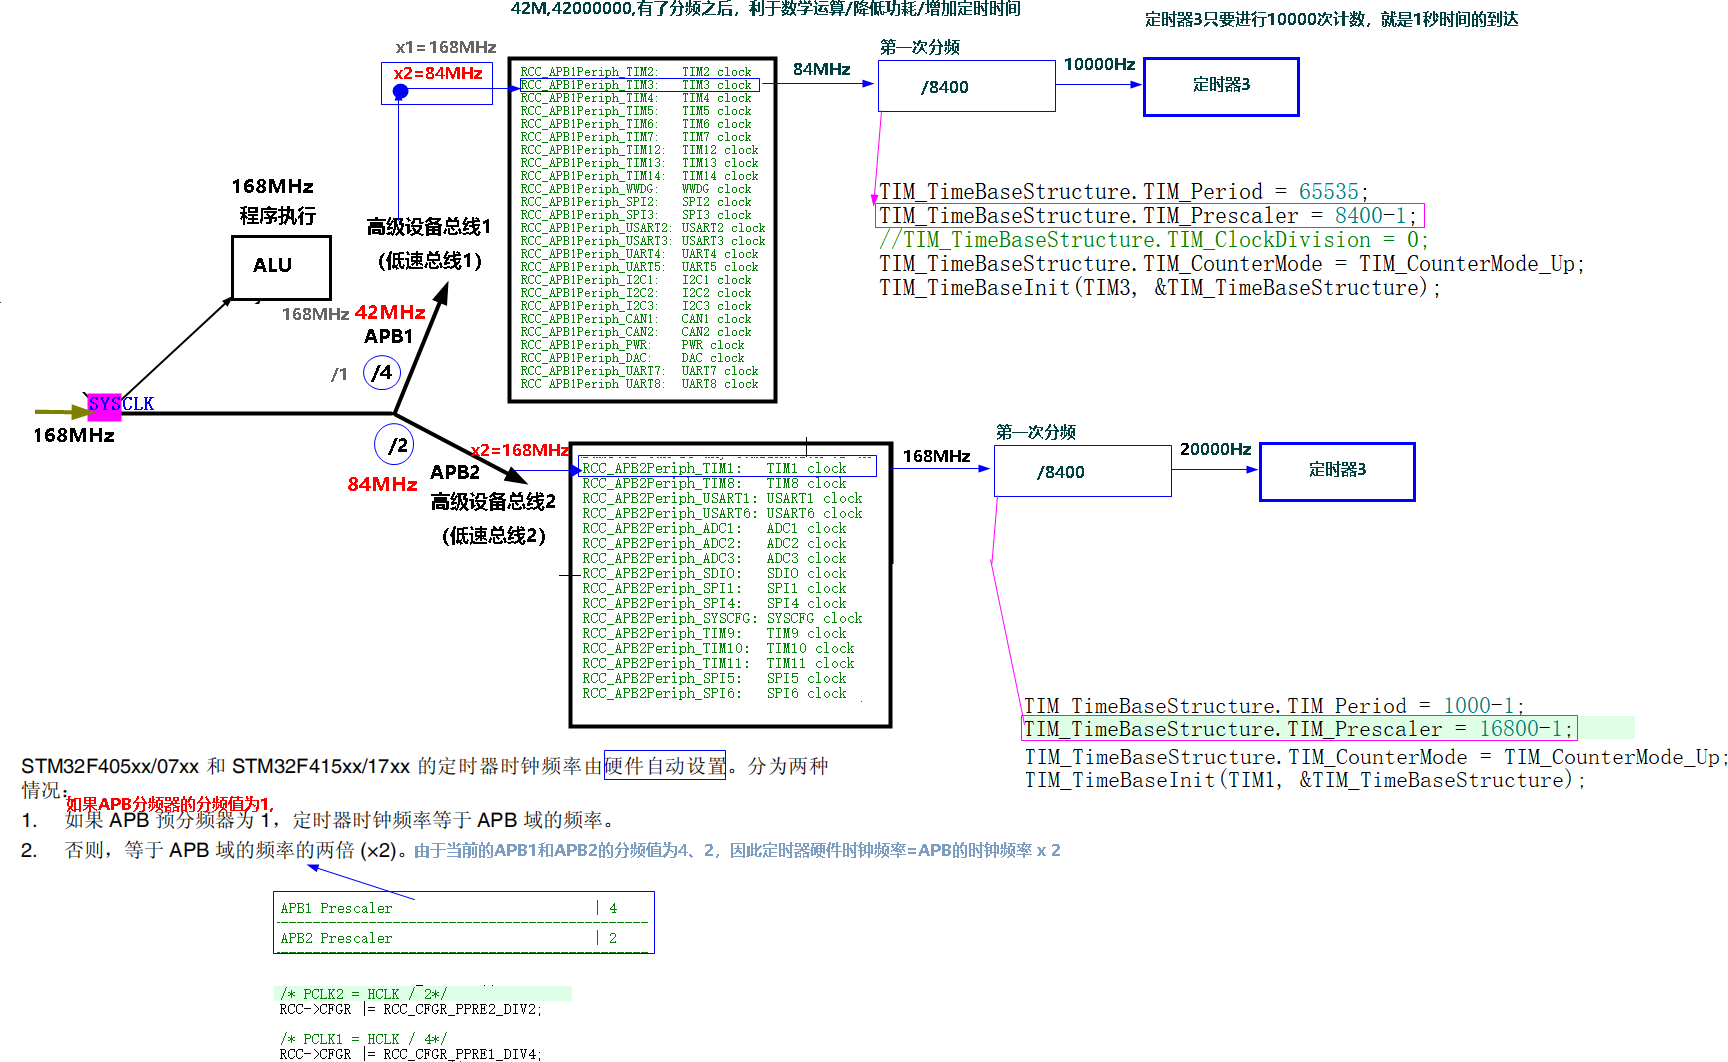 42M,42000000,有了分频之后，利于数学运算/降低功耗/增加定时时间
定时器3只要进行10000次计数，就是1秒时间的到达
x1=168MHz
x2=84MHz
RCC_APB1Periph_TIM2: TIM2 clock
RCC_APB1Periph_TIM3: TIM3 clock
RCC_APB1Periph_TIM4: TIM4 clock
RCC_APB1Periph_TIM5: TIM5 clock
RCC_APB1Periph_TIM6: TIM6 clock
RCC_APB1Periph_TIM7: TIM7 clock
RCC_APB1Periph_TIM12: TIM12 clock
RCC_APB1Periph_TIM13: TIM13 clock
RCC_APB1Periph_TIM14: TIM14 clock
RCC_APB1Periph_WWDG: WWDG clock
RCC_APB1Periph_SPI2: SPI2 clock
RCC_APB1Periph_SPI3: SPI3 clock
RCC_APB1Periph_USART2: USART2 clock
RCC_APB1Periph_USART3: USART3 clock
RCC_APB1Periph_UART4: UART4 clock
RCC_APB1Periph_UART5: UART5 clock
RCC_APB1Periph_I2C1: I2C1 clock
RCC_APB1Periph_I2C2: I2C2 clock
RCC_APB1Periph_I2C3: I2C3 clock
RCC_APB1Periph_CAN1: CAN1 clock
RCC_APB1Periph_CAN2: CAN2 clock
RCC_APB1Periph_PWR: PWR clock
RCC_APB1Periph_DAC: DAC clock
RCC_APB1Periph_UART7: UART7 clock
RCC_APB1Periph_UART8: UART8 clock
84MHz
第一次分频
/8400
10000Hz
定时器3
TIM_TimeBaseStructure.TIM_Period = 65535;
TIM_TimeBaseStructure.TIM_Prescaler = 8400-1;
//TIM_TimeBaseStructure.TIM_ClockDivision = 0;
TIM_TimeBaseStructure.TIM_CounterMode = TIM_CounterMode_Up;
TIM_TimeBaseInit(TIM3, &TIM_TimeBaseStructure);
168MHz
程序执行
ALU
高级设备总线1
(低速总线1)
168MHz 42MHz
APB1
/1
/4
SYSCLK
168MHz
/2
84MHz
APB2
高级设备总线2
(低速总线2)
x2=168MHz
RCC_APB2Periph_TIM1: TIM1 clock
RCC_APB2Periph_TIM8: TIM8 clock
RCC_APB2Periph_USART1: USART1 clock
RCC_APB2Periph_USART6: USART6 clock
RCC_APB2Periph_ADC1: ADC1 clock
RCC_APB2Periph_ADC2: ADC2 clock
RCC_APB2Periph_ADC3: ADC3 clock
RCC_APB2Periph_SDIO: SDIO clock
RCC_APB2Periph_SPI1: SPI1 clock
RCC_APB2Periph_SPI4: SPI4 clock
RCC_APB2Periph_SYSCFG: SYSCFG clock
RCC_APB2Periph_TIM9: TIM9 clock
RCC_APB2Periph_TIM10: TIM10 clock
RCC_APB2Periph_TIM11: TIM11 clock
RCC_APB2Periph_SPI5: SPI5 clock
RCC_APB2Periph_SPI6: SPI6 clock
168MHz
第一次分频
/8400
20000Hz
定时器3
TIM_TimeBaseStructure.TIM_Period = 1000-1;
TIM_TimeBaseStructure.TIM_Prescaler = 16800-1;
TIM_TimeBaseStructure.TIM_CounterMode = TIM_CounterMode_Up;
TIM_TimeBaseInit(TIM1, &TIM_TimeBaseStructure);
STM32F405xx/07xx 和 STM32F415xx/17xx 的定时器时钟频率由硬件自动设置。分为两种
情况：
如果APB分频器的分频值为1,
1. 如果 APB 预分频器为 1，定时器时钟频率等于 APB 域的频率。
2. 否则，等于 APB 域的频率的两倍 (×2)。由于当前的APB1和APB2的分频值为4、2，因此定时器硬件时钟频率=APB的时钟频率 x 2
APB1 Prescaler | 4
APB2 Prescaler | 2
/* PCLK2 = HCLK / 2*/
RCC->CFGR |= RCC_CFGR_PPRE2_DIV2;
/* PCLK1 = HCLK / 4*/
RCC->CFGR |= RCC_CFGR_PPRE1_DIV4;